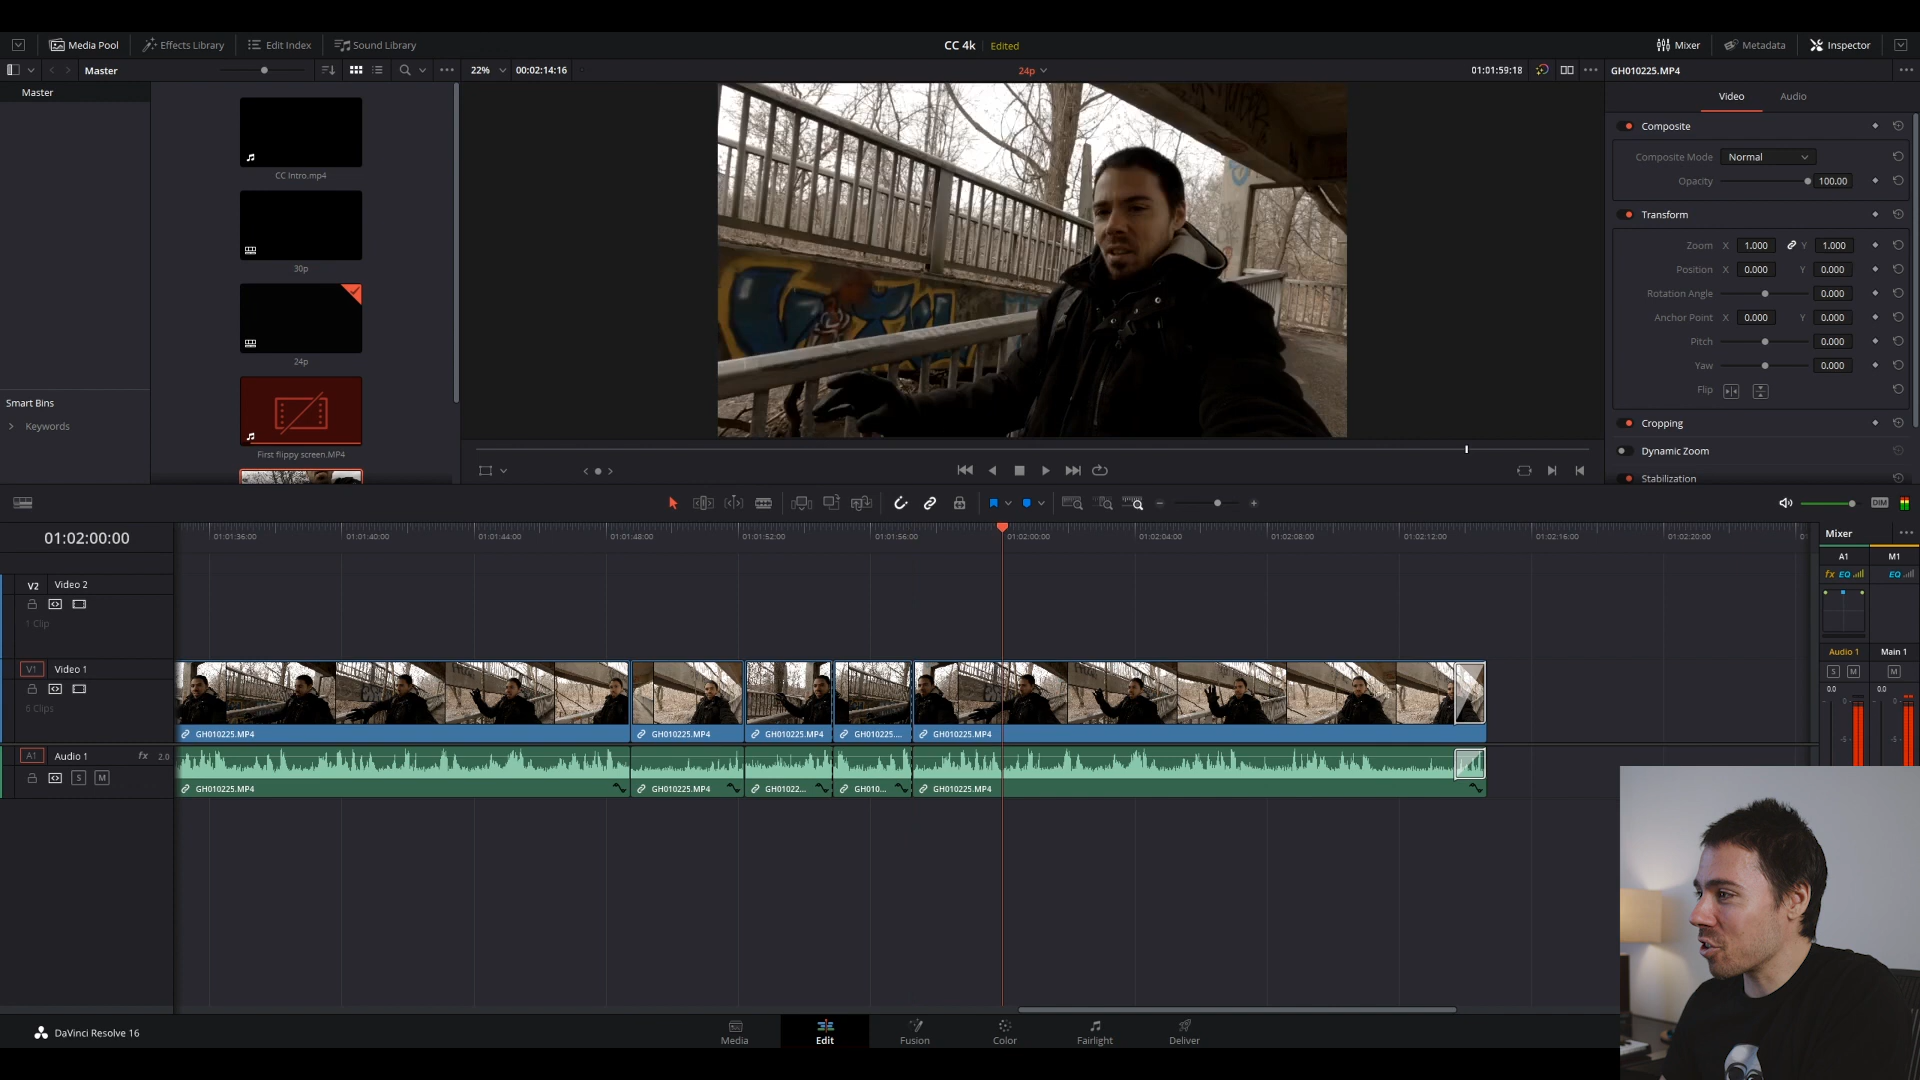 Media Pool Effects Library Edit Index Sound Library CC 4k Edited Mixer Metadata Inspector
Master 22% 00:02:14:16 24p 01:01:59:18 GH010225.MP4
Master
Video Audio
Composite
Composite Mode Normal
Opacity 100.00
CC Intro.mp4
Transform
Zoom X 1.000 Y 1.000
30p
Position X 0.000 Y 0.000
Rotation Angle 0.000
Anchor Point X 0.000 Y 0.000
Pitch 0.000
24p
Yaw 0.000
Flip
Smart Bins
Keywords
Cropping
First flippy screen.MP4
Dynamic Zoom
Stabilization
DIM
01:02:00:00
01:01:36:00 01:01:40:00 01:01:44:00 01:01:48:00 01:01:52:00 01:01:56:00 01:02:00:00 01:02:04:00 01:02:08:00 01:02:12:00 01:02:16:00 01:02:20:00
Mixer
A1 M1
fx EQ EQ
V2 Video 2
1 Clip
Audio 1 Main 1
S M M
0.0 0.0
V1 Video 1
6 Clips
0 0
-5 -5
GH010225.MP4 GH010225.MP4 GH010225.MP4 GH010225.... GH010225.MP4
A1 Audio 1 fx 2.0
S M
GH010225.MP4 GH010225.MP4 GH01022... GH010... GH010225.MP4
DaVinci Resolve 16
Media Edit Fusion Color Fairlight Deliver